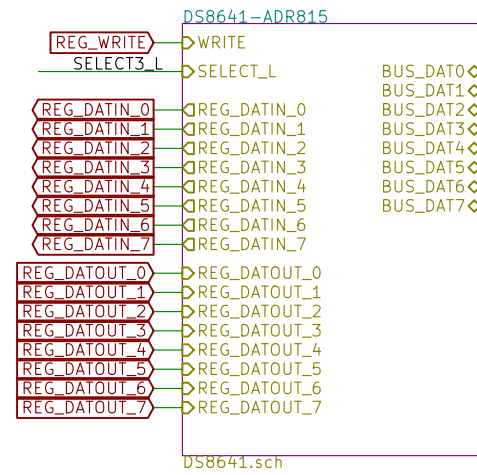 DS8641-ADR815
REG_WRITE WRITE
SELECT3_L SELECT_L BUS_DAT0
BUS_DAT1
REG_DATIN_0 REG_DATIN_0 BUS_DAT2
REG_DATIN_1 REG_DATIN_1 BUS_DAT3
REG_DATIN_2 REG_DATIN_2 BUS_DAT4
REG_DATIN_3 REG_DATIN_3 BUS_DAT5
REG_DATIN_4 REG_DATIN_4 BUS_DAT6
REG_DATIN_5 REG_DATIN_5 BUS_DAT7
REG_DATIN_6 REG_DATIN_6
REG_DATIN_7 REG_DATIN_7
REG_DATOUT_0 REG_DATOUT_0
REG_DATOUT_1 REG_DATOUT_1
REG_DATOUT_2 REG_DATOUT_2
REG_DATOUT_3 REG_DATOUT_3
REG_DATOUT_4 REG_DATOUT_4
REG_DATOUT_5 REG_DATOUT_5
REG_DATOUT_6 REG_DATOUT_6
REG_DATOUT_7 REG_DATOUT_7
DS8641.sch